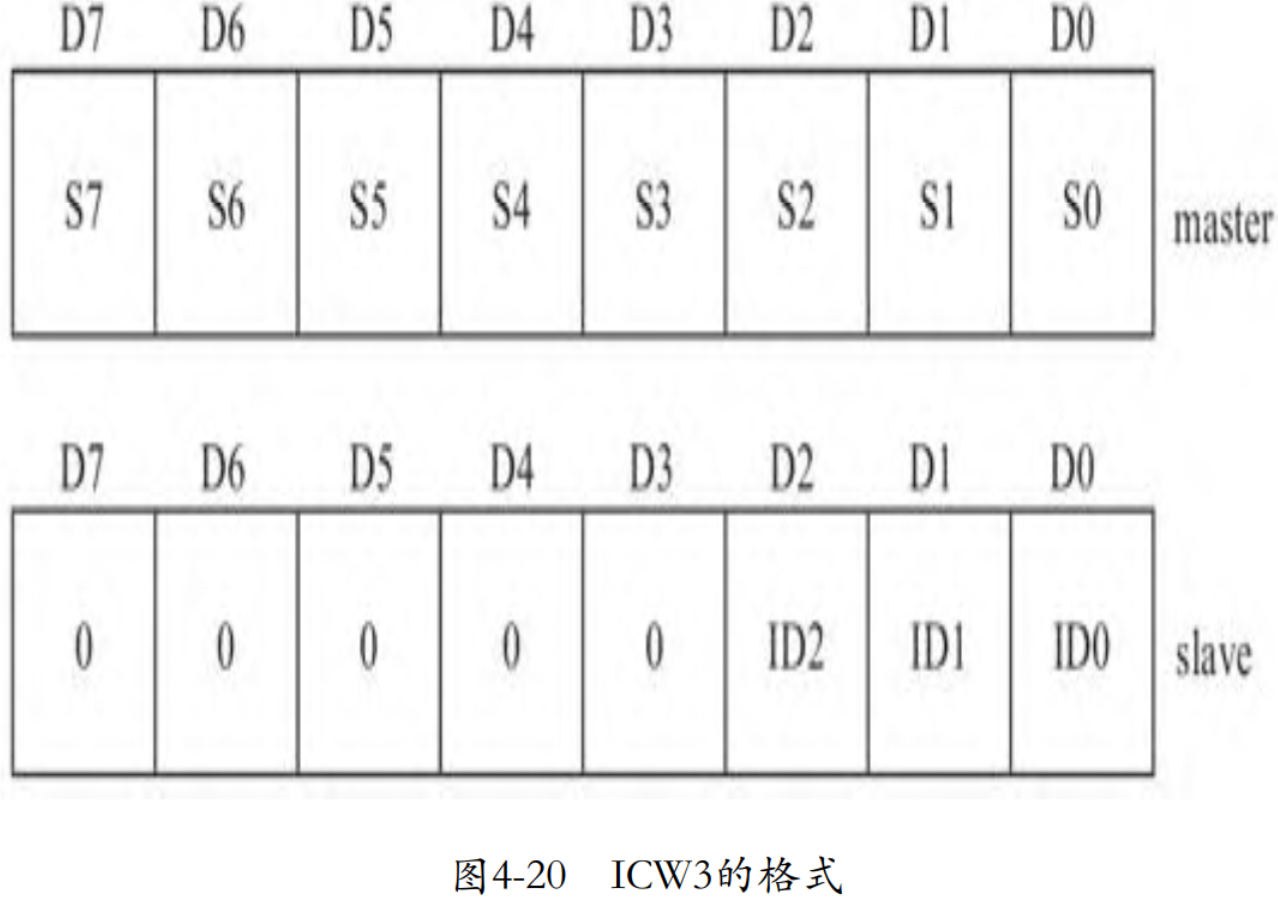 D7 D6 D5 D4 D3 D2 D1 D0
S7 S6 S5 S4 S3 S2 S1 S0 master
D7 D6 D5 D4 D3 D2 D1 D0
0 0 0 0 0 ID2 ID1 ID0 slave
图4-20 ICW3的格式